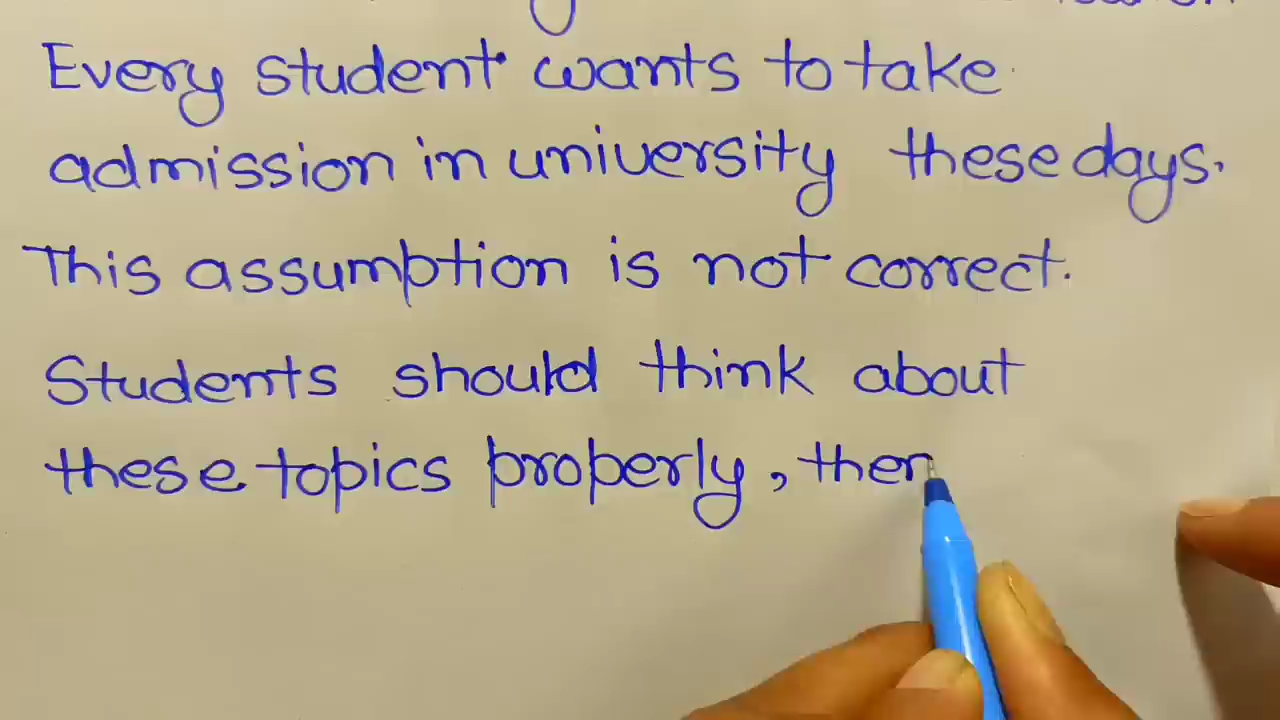 Every student wants to take
admission in university these days.
This assumption is not correct.
Students should think about
these topics properly, then